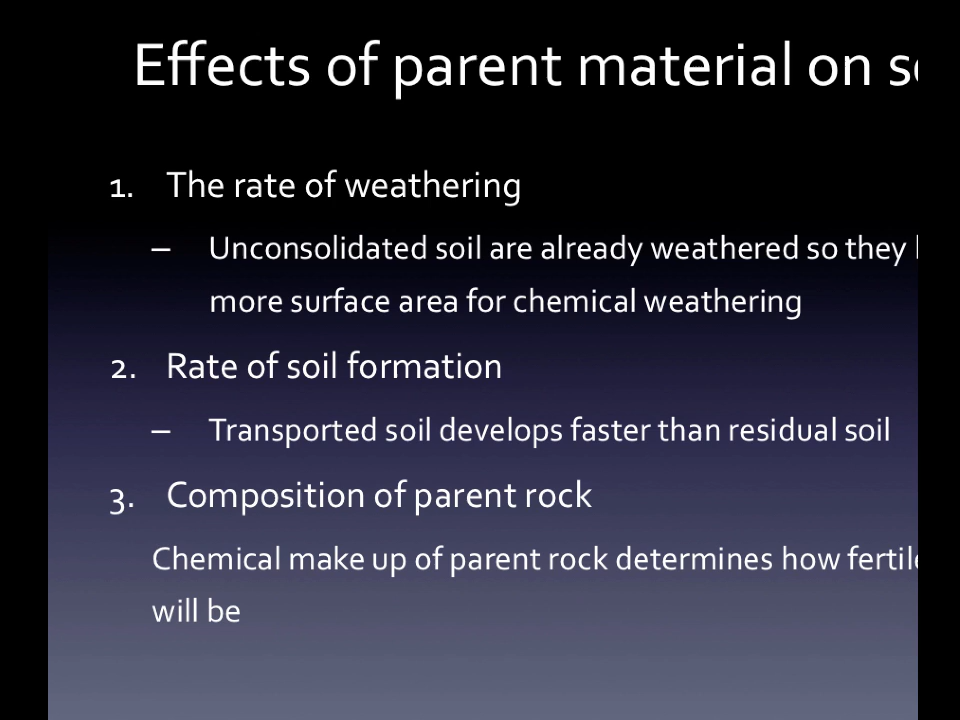 Effects of parent material on
1. The rate of weathering
– Unconsolidated soil are already weathered so they
more surface area for chemical weathering
2. Rate of soil formation
– Transported soil develops faster than residual soil
3. Composition of parent rock
Chemical make up of parent rock determines how fertile
will be